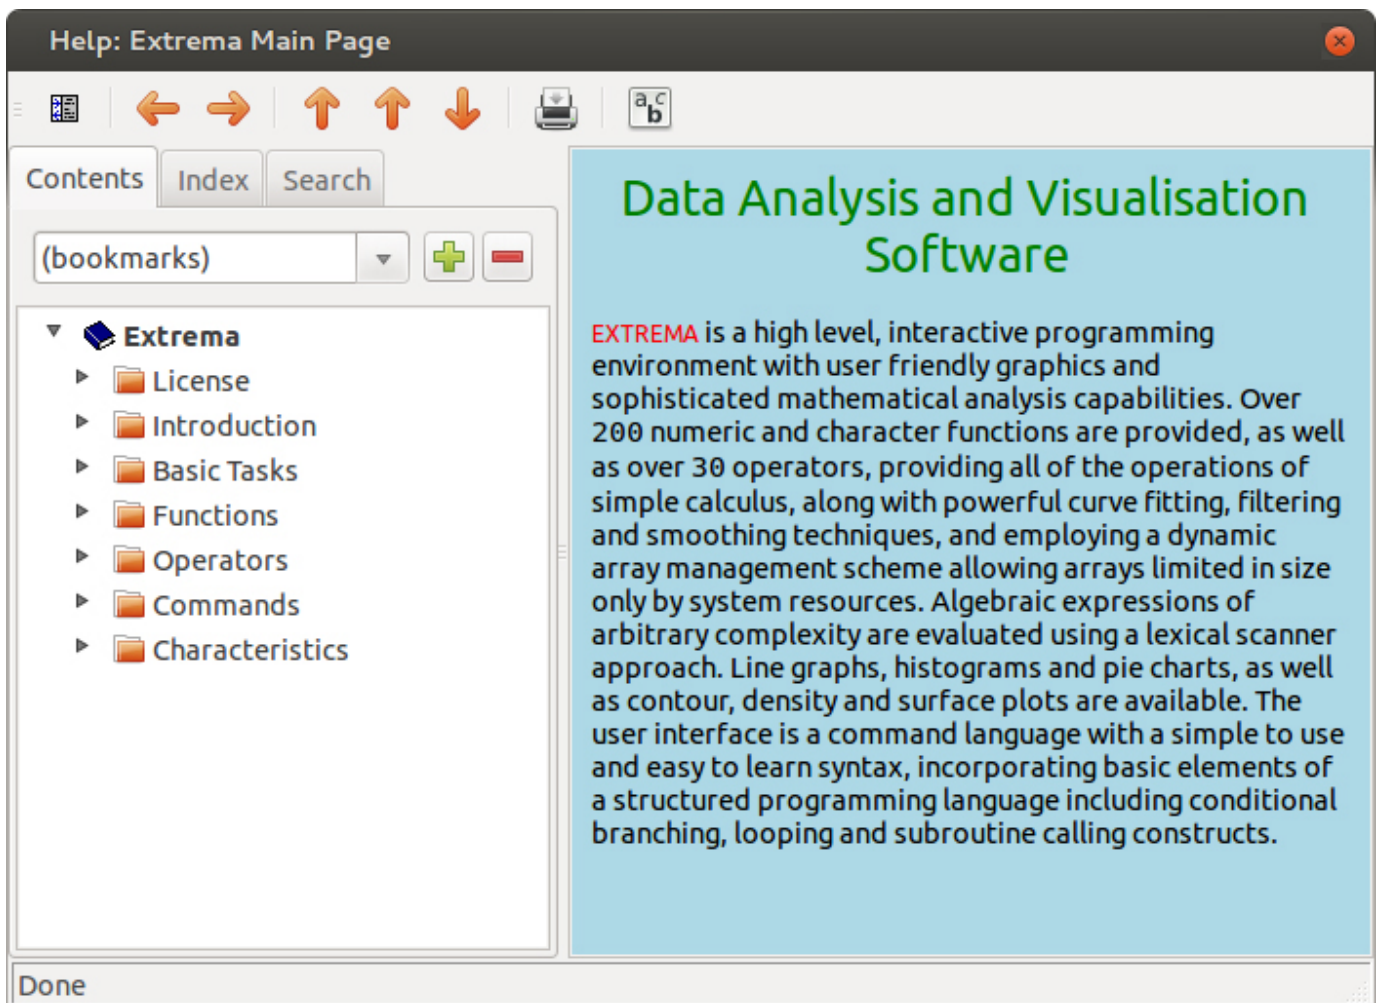 Help: Extrema Main Page
a c
b
Contents Index Search
(bookmarks)
Extrema
License
Introduction
Basic Tasks
Functions
Operators
Commands
Characteristics
Data Analysis and Visualisation
Software
EXTREMA is a high level, interactive programming
environment with user friendly graphics and
sophisticated mathematical analysis capabilities. Over
200 numeric and character functions are provided, as well
as over 30 operators, providing all of the operations of
simple calculus, along with powerful curve fitting, filtering
and smoothing techniques, and employing a dynamic
array management scheme allowing arrays limited in size
only by system resources. Algebraic expressions of
arbitrary complexity are evaluated using a lexical scanner
approach. Line graphs, histograms and pie charts, as well
as contour, density and surface plots are available. The
user interface is a command language with a simple to use
and easy to learn syntax, incorporating basic elements of
a structured programming language including conditional
branching, looping and subroutine calling constructs.
Done